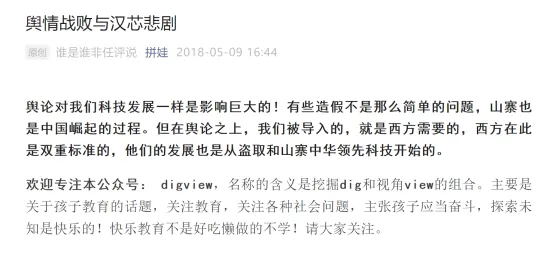 舆情战败与汉芯悲剧
原创 谁是谁非任评说 拼娃 2018-05-09 16:44
舆论对我们科技发展一样是影响巨大的！有些造假不是那么简单的问题，山寨也
是中国崛起的过程。但在舆论之上，我们被导入的，就是西方需要的，西方在此
是双重标准的，他们的发展也是从盗取和山寨中华领先科技开始的。
欢迎专注本公众号： digview，名称的含义是挖掘dig和视角view的组合。主要是
关于孩子教育的话题，关注教育，关注各种社会问题，主张孩子应当奋斗，探索未
知是快乐的！快乐教育不是好吃懒做的不学！请大家关注。